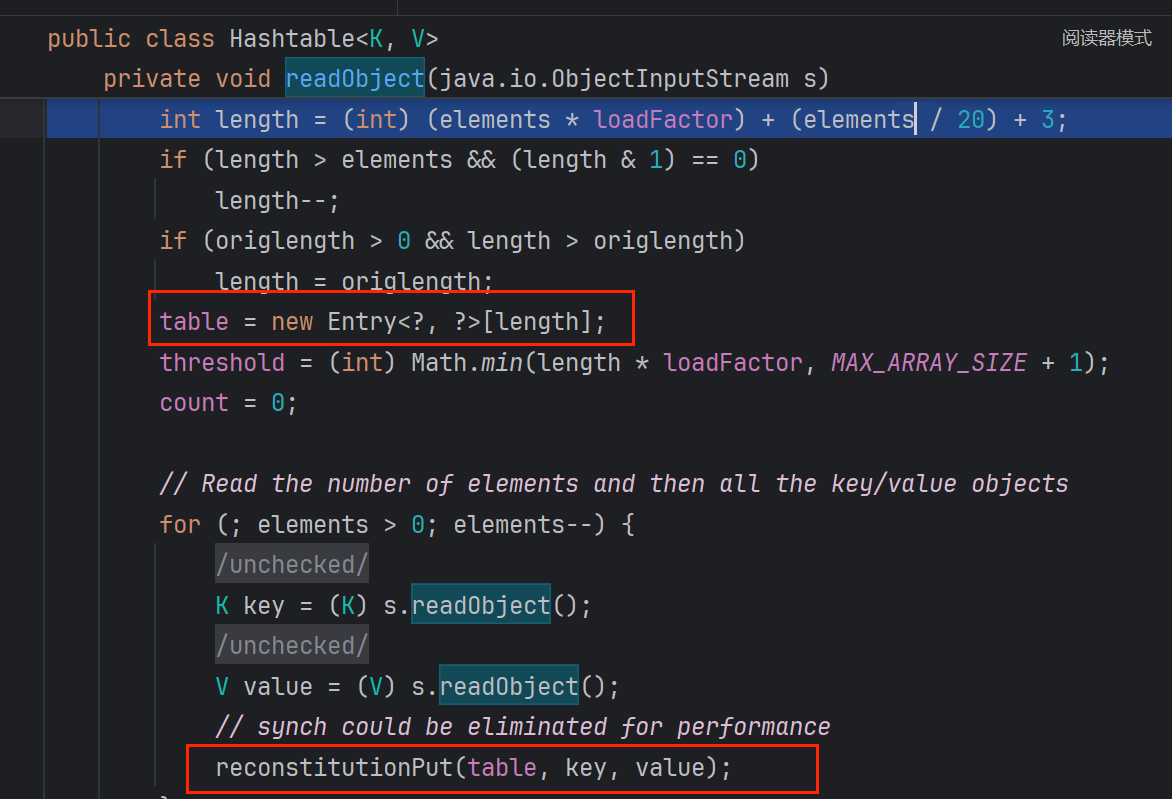 public class Hashtable<K, V>
阅读器模式
private void readObject(java.io.ObjectInputStream s)
int length = (int) (elements * loadFactor) + (elements / 20) + 3;
if (length > elements && (length & 1) == 0)
length--;
if (origlength > 0 && length > origlength)
length = origlength;
table = new Entry<?, ?>[length];
threshold = (int) Math.min(length * loadFactor, MAX_ARRAY_SIZE + 1);
count = 0;
// Read the number of elements and then all the key/value objects
for (; elements > 0; elements--) {
/unchecked/
K key = (K) s.readObject();
/unchecked/
V value = (V) s.readObject();
// synch could be eliminated for performance
reconstitutionPut(table, key, value);
}